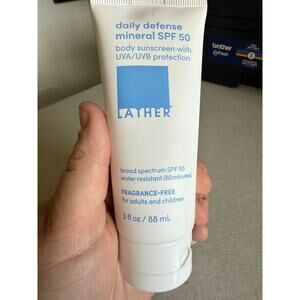 daily defense
mineral SPF 50
body sunscreen with
UVA/UVB protection
LATHER
broad spectrum SPF 50
water resistant (80 minutes)
FRAGRANCE-FREE
for adults and children
3 fl oz / 88 mL
brother